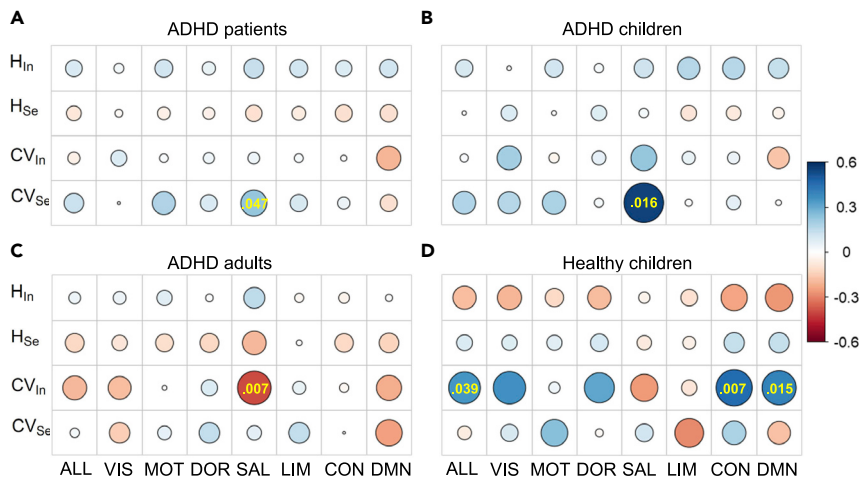 A ADHD patients
B ADHD children
H_In
H_Se
CV_In
CV_Se .047
.016
0.6
0.3
0
-0.3
-0.6
C ADHD adults
D Healthy children
H_In
H_Se
CV_In .007
.039 .007 .015
CV_Se
ALL VIS MOT DOR SAL LIM CON DMN
ALL VIS MOT DOR SAL LIM CON DMN